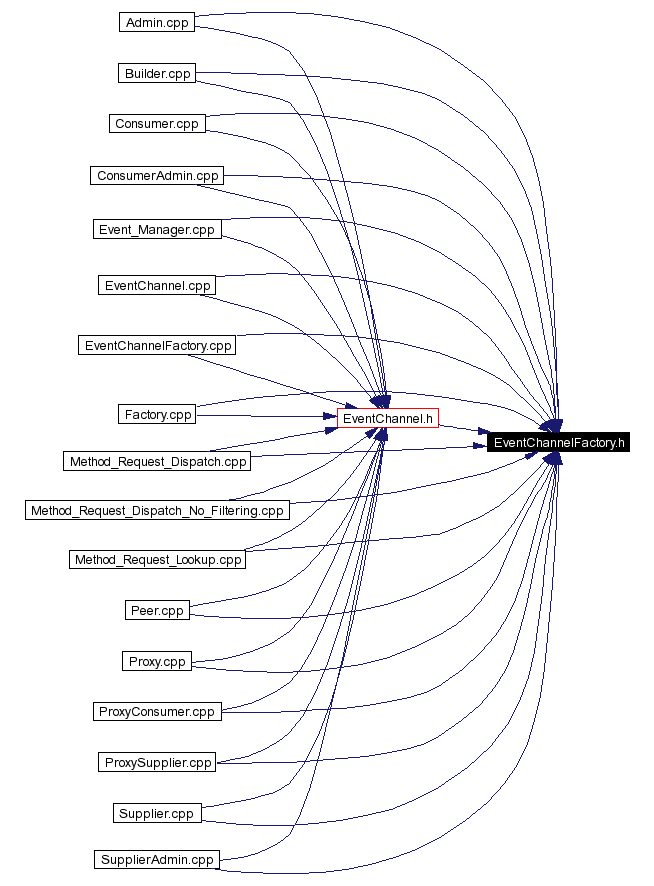 Admin.cpp
Builder.cpp
Consumer.cpp
ConsumerAdmin.cpp
Event_Manager.cpp
EventChannel.cpp
EventChannelFactory.cpp
Factory.cpp
EventChannel.h
EventChannelFactory.h
Method_Request_Dispatch.cpp
Method_Request_Dispatch_No_Filtering.cpp
Method_Request_Lookup.cpp
Peer.cpp
Proxy.cpp
ProxyConsumer.cpp
ProxySupplier.cpp
Supplier.cpp
SupplierAdmin.cpp